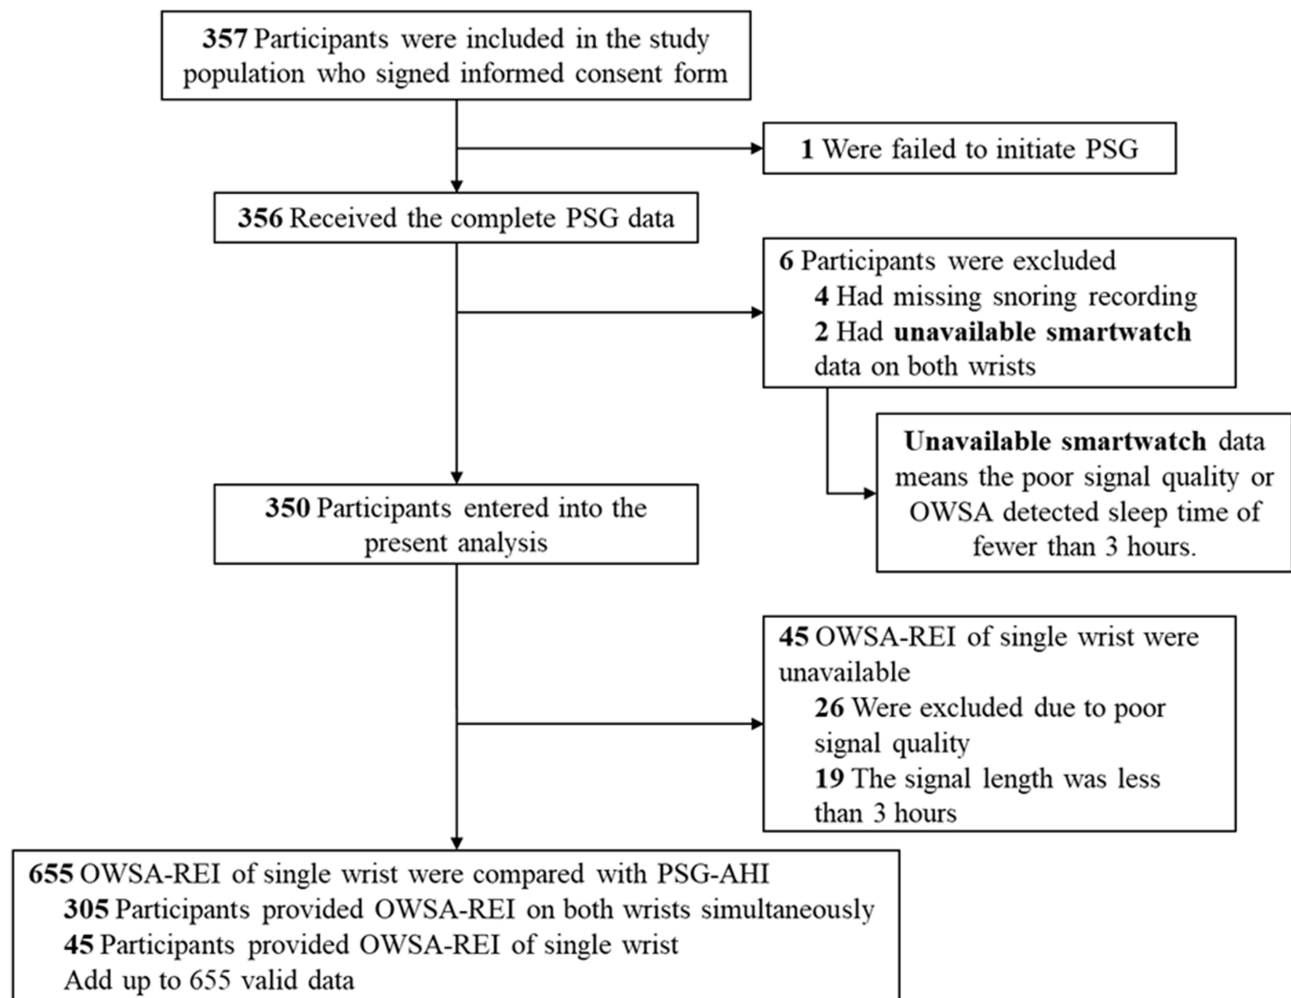 357 Participants were included in the study
population who signed informed consent form
1 Were failed to initiate PSG
356 Received the complete PSG data
6 Participants were excluded
4 Had missing snoring recording
2 Had unavailable smartwatch
data on both wrists
Unavailable smartwatch data
means the poor signal quality or
OWSA detected sleep time of
fewer than 3 hours.
350 Participants entered into the
present analysis
45 OWSA-REI of single wrist were
unavailable
26 Were excluded due to poor
signal quality
19 The signal length was less
than 3 hours
655 OWSA-REI of single wrist were compared with PSG-AHI
305 Participants provided OWSA-REI on both wrists simultaneously
45 Participants provided OWSA-REI of single wrist
Add up to 655 valid data